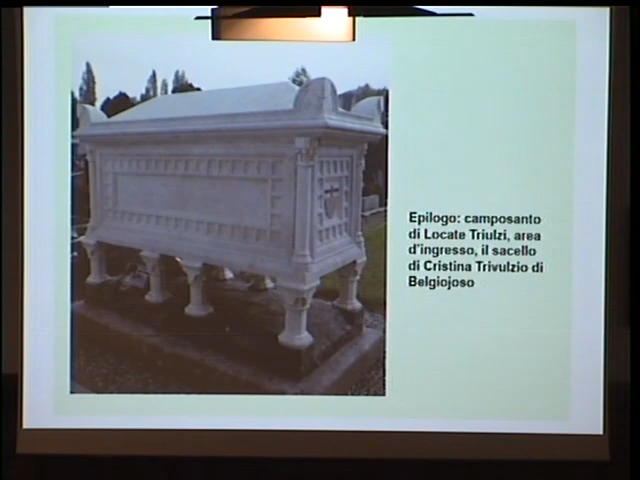 Epilogo: camposanto
di Locate Triulzi, area
d'ingresso, il sacello
di Cristina Trivulzio di
Belgiojoso